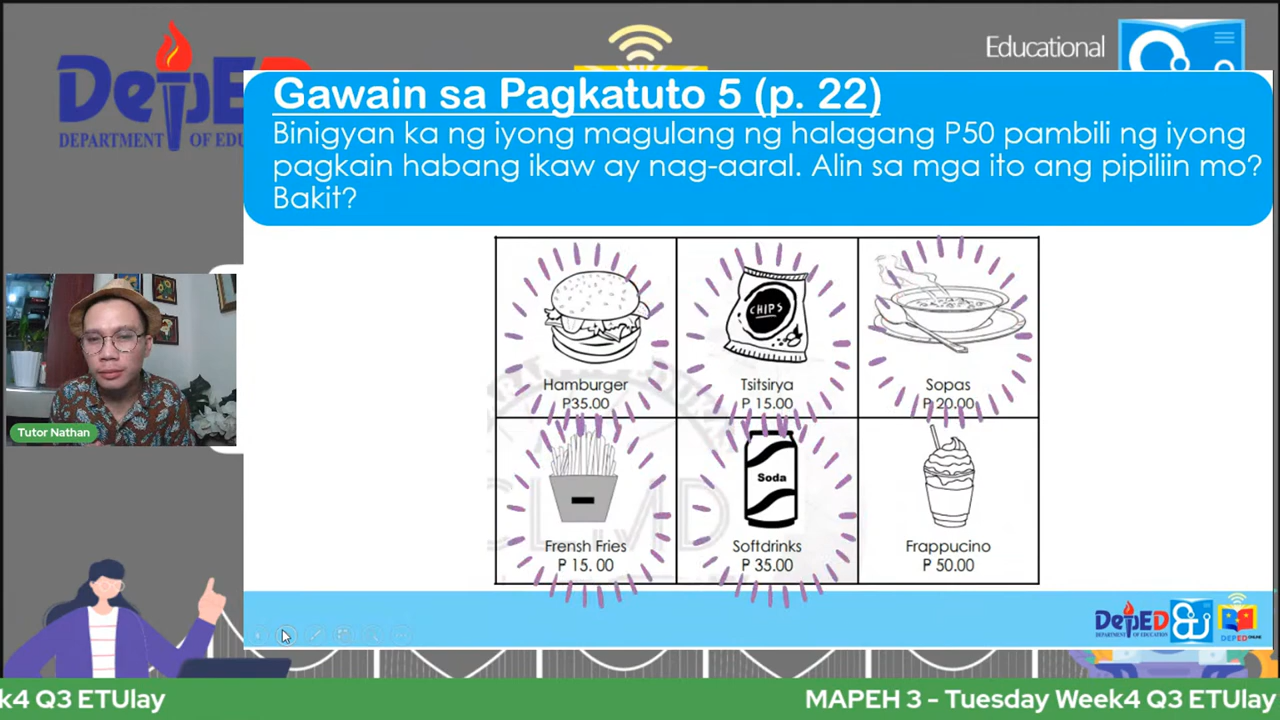 DepED
DEPARTMENT OF EDU
Educational
Gawain sa Pagkatuto 5 (p. 22)
Binigyan ka ng iyong magulang ng halagang P50 pambili ng iyong
pagkain habang ikaw ay nag-aaral. Alin sa mga ito ang pipiliin mo?
Bakit?
CHIPS
Hamburger
P35.00
Tsitsirya
P 15.00
Sopas
P 20.00
Soda
Frensh Fries
P 15. 00
Softdrinks
P 35.00
Frappucino
P 50.00
Tutor Nathan
DepED
DEPARTMENT OF EDUCATION
DEPED ONLINE
k4 Q3 ETUlay
MAPEH 3 - Tuesday Week4 Q3 ETUlay